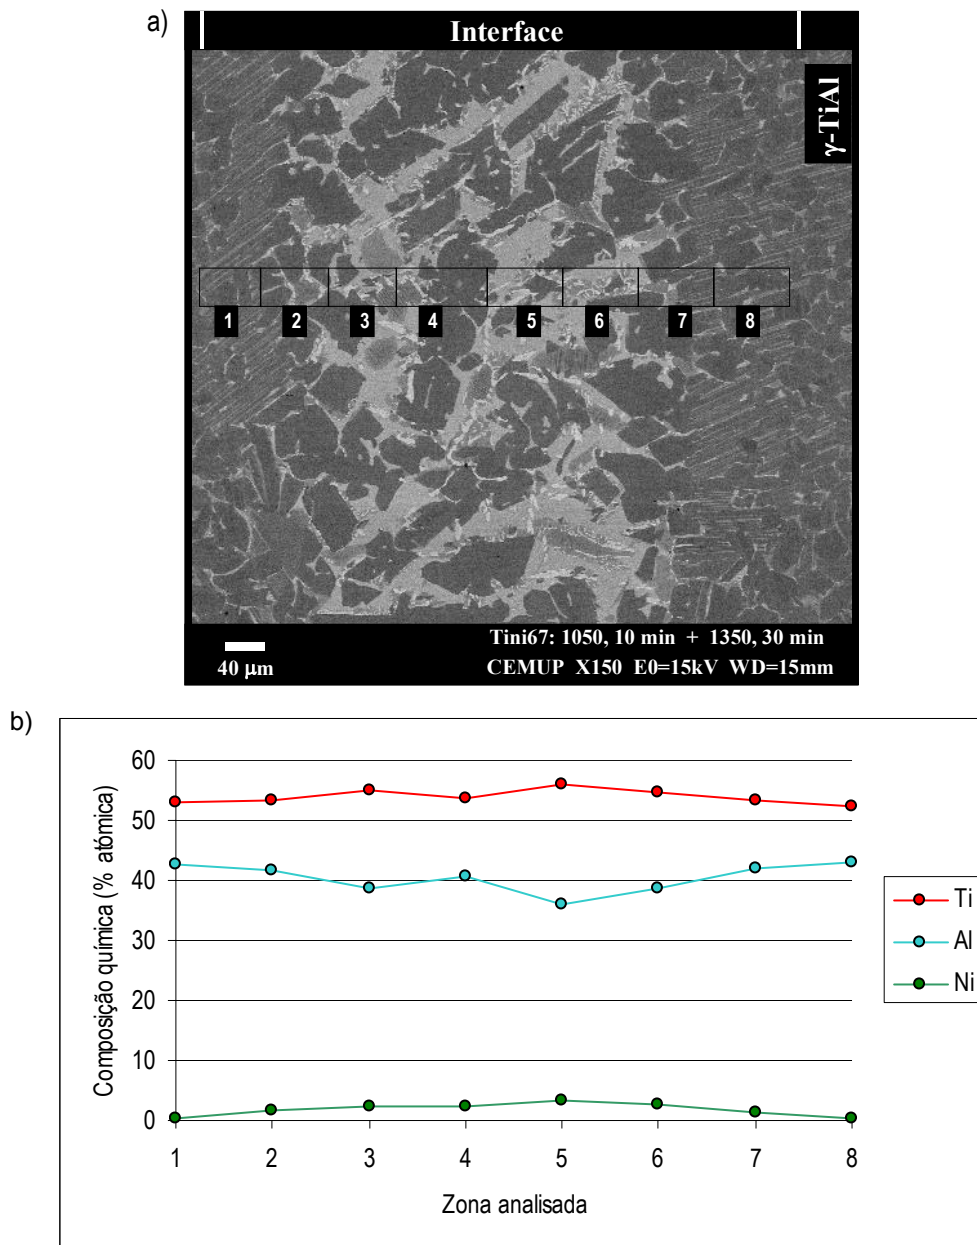 a)
Interface
γ-TiAl
1 2 3 4 5 6 7 8
Tini67: 1050, 10 min + 1350, 30 min
40 μm
CEMUP X150 E0=15kV WD=15mm
b)
Composição química (% atómica)
60
50
40
30
20
10
0
1 2 3 4 5 6 7 8
Zona analisada
Ti
Al
Ni